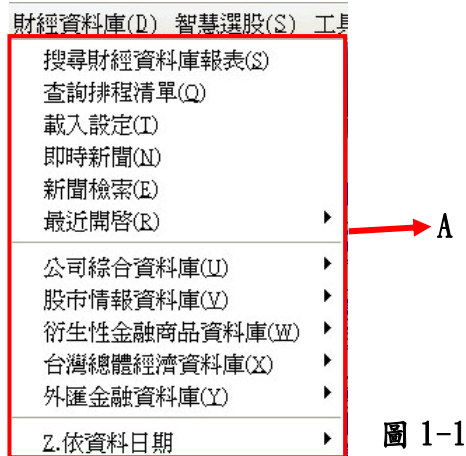 財經資料庫(D) 智慧選股(S) 工具
搜尋財經資料庫報表(S)
查詢排程清單(Q)
載入設定(T)
即時新聞(N)
新聞檢索(E)
最近開啓(R)
A
公司綜合資料庫(U)
股市情報資料庫(V)
衍生性金融商品資料庫(W)
台灣總體經濟資料庫(X)
外匯金融資料庫(Y)
Z.依資料日期
圖 1-1